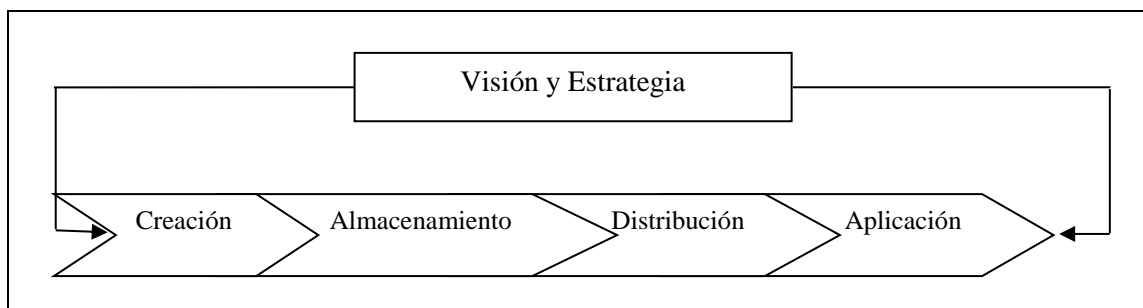 Visión y Estrategia
Creación Almacenamiento Distribución Aplicación